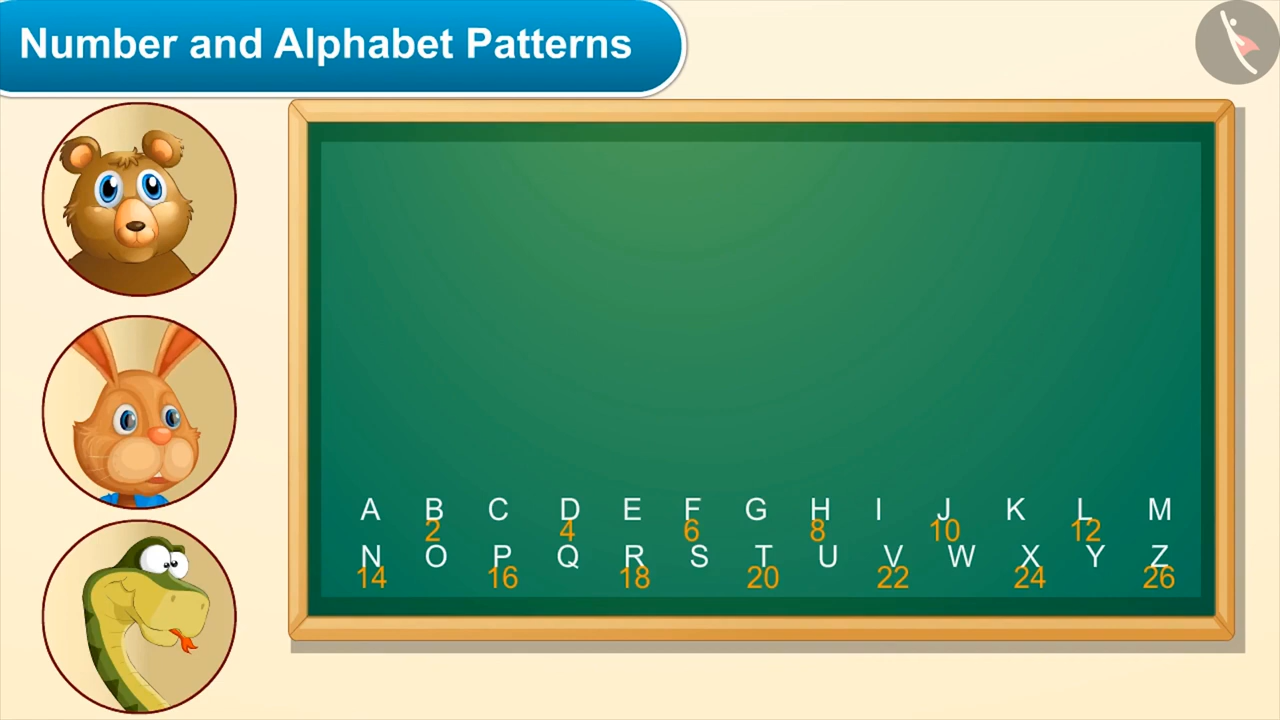 Number and Alphabet Patterns
A B C D E F G H I J K L M
2 4 6 8 10 12
N O P Q R S T U V W X Y Z
14 16 18 20 22 24 26